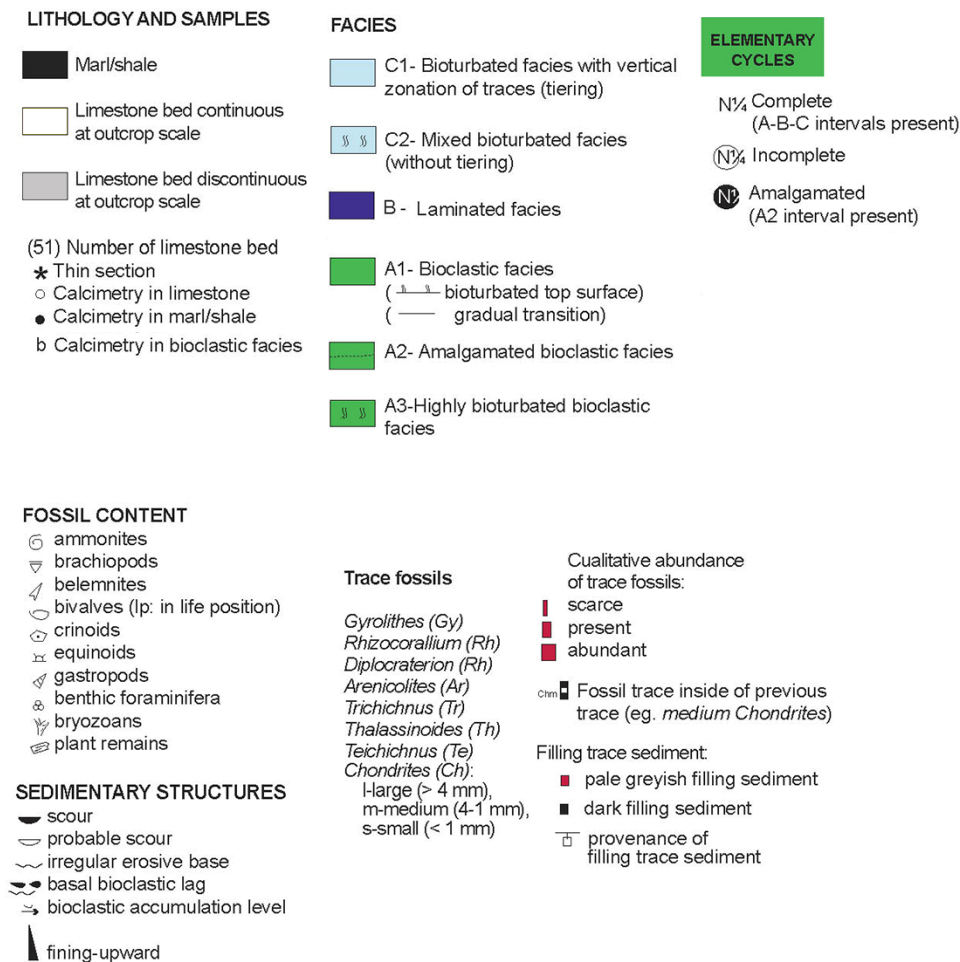 LITHOLOGY AND SAMPLES
Marl/shale
Limestone bed continuous
at outcrop scale
Limestone bed discontinuous
at outcrop scale
(51) Number of limestone bed
Thin section
Calcimetry in limestone
Calcimetry in marl/shale
b Calcimetry in bioclastic facies
FACIES
C1- Bioturbated facies with vertical
zonation of traces (tiering)
C2- Mixed bioturbated facies
(without tiering)
B - Laminated facies
A1- Bioclastic facies
( bioturbated top surface)
( gradual transition)
A2- Amalgamated bioclastic facies
A3-Highly bioturbated bioclastic
facies
ELEMENTARY
CYCLES
N¼ Complete
(A-B-C intervals present)
N¼ Incomplete
N¼ Amalgamated
(A2 interval present)
FOSSIL CONTENT
ammonites
brachiopods
belemnites
bivalves (lp: in life position)
crinoids
equinoids
gastropods
benthic foraminifera
bryozoans
plant remains
SEDIMENTARY STRUCTURES
scour
probable scour
irregular erosive base
basal bioclastic lag
bioclastic accumulation level
fining-upward
Trace fossils
Gyrolithes (Gy)
Rhizocorallium (Rh)
Diplocraterion (Rh)
Arenicolites (Ar)
Trichichnus (Tr)
Thalassinoides (Th)
Teichichnus (Te)
Chondrites (Ch):
l-large (> 4 mm),
m-medium (4-1 mm),
s-small (< 1 mm)
Cualitative abundance
of trace fossils:
scarce
present
abundant
Chm Fossil trace inside of previous
trace (eg. medium Chondrites)
Filling trace sediment:
pale greyish filling sediment
dark filling sediment
provenance of
filling trace sediment